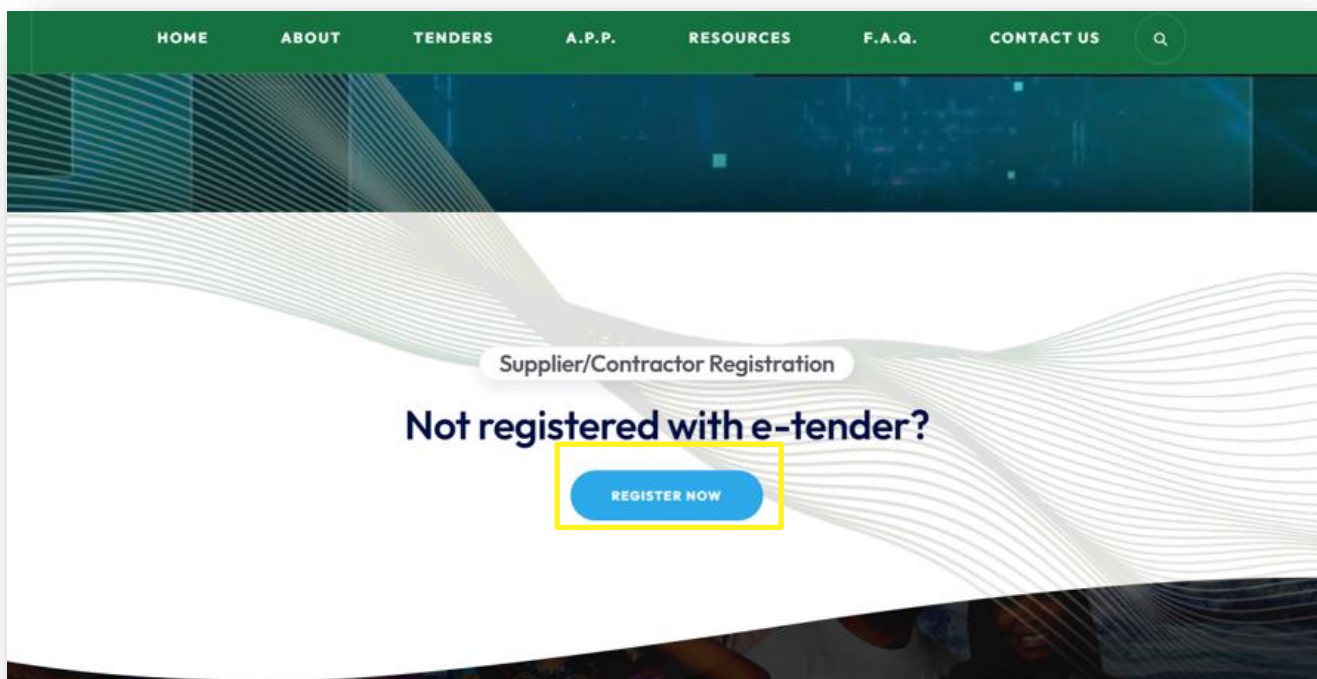 HOME ABOUT TENDERS A.P.P. RESOURCES F.A.Q. CONTACT US
Supplier/Contractor Registration
Not registered with e-tender?
REGISTER NOW